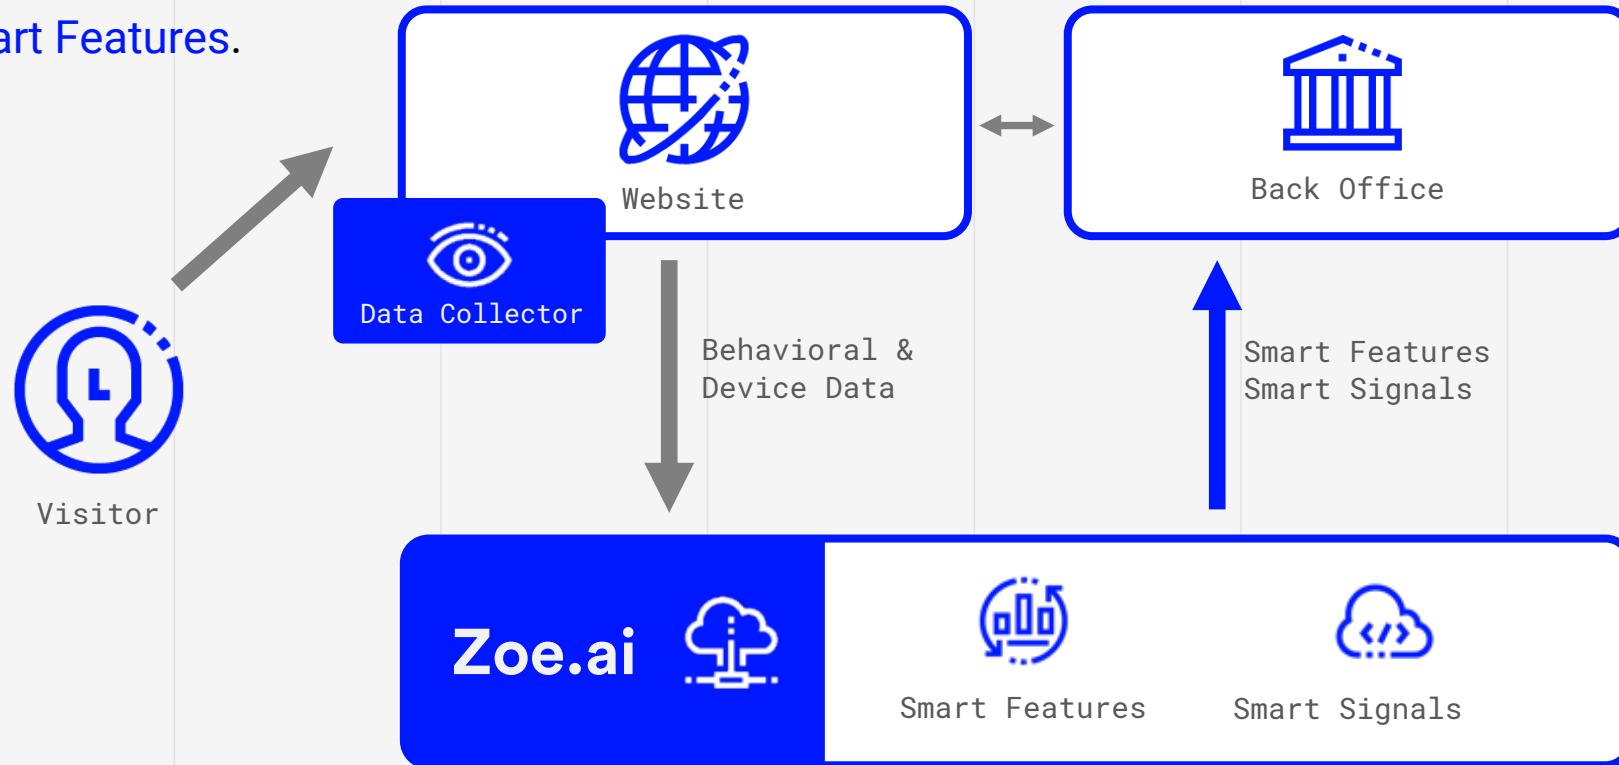 art Features.
Website
Back Office
Data Collector
Behavioral &
Device Data
Smart Features
Smart Signals
Visitor
Zoe.ai
Smart Features
Smart Signals